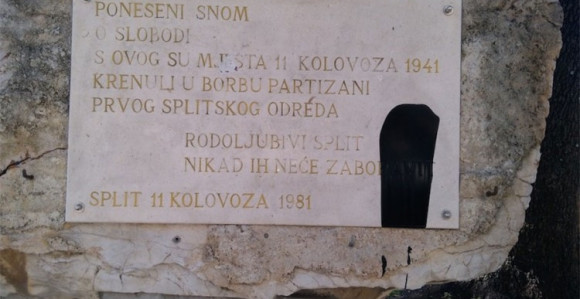 PONESENI SNOM
O SLOBODI
S OVOG SU MJESTA 11 KOLOVOZA 1941
KRENULI U BORBU PARTIZANI
PRVOG SPLITSKOG ODREDA
RODOLJUBIVI SPLIT
NIKAD IH NEĆE
SPLIT 11 KOLOVOZA 1981